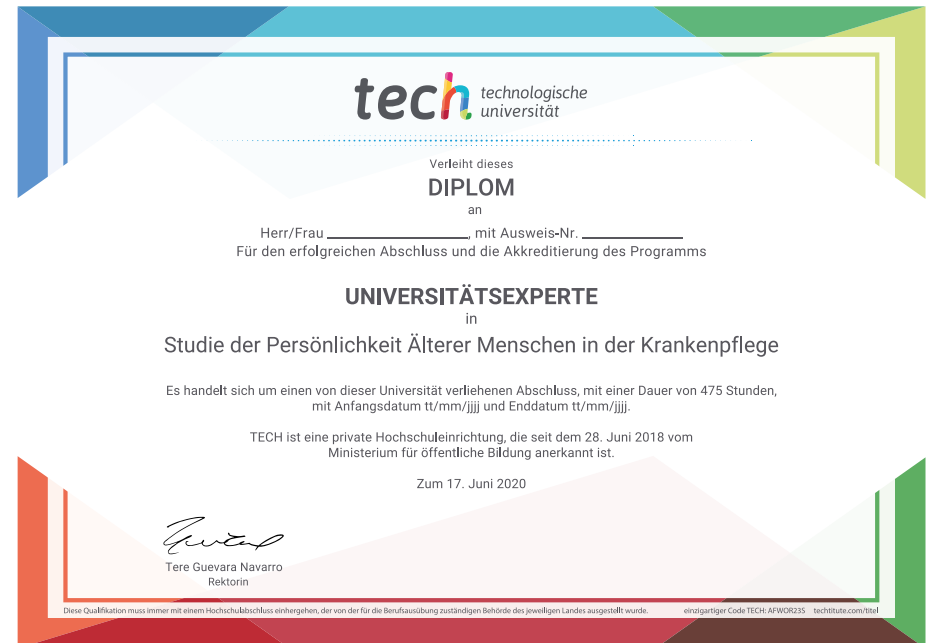 tech technologische
universität
Verleiht dieses
DIPLOM
an
Herr/Frau ____________________, mit Ausweis-Nr. ______________
Für den erfolgreichen Abschluss und die Akkreditierung des Programms
UNIVERSITÄTSEXPERTE
in
Studie der Persönlichkeit Älterer Menschen in der Krankenpflege
Es handelt sich um einen von dieser Universität verliehenen Abschluss, mit einer Dauer von 475 Stunden,
mit Anfangsdatum tt/mm/jjjj und Enddatum tt/mm/jjjj.
TECH ist eine private Hochschuleinrichtung, die seit dem 28. Juni 2018 vom
Ministerium für öffentliche Bildung anerkannt ist.
Zum 17. Juni 2020
Tere Guevara Navarro
Rektorin
Diese Qualifikation muss immer mit einem Hochschulabschluss einhergehen, der von der für die Berufsausübung zuständigen Behörde des jeweiligen Landes ausgestellt wurde. einzigartiger Code TECH: AFWOR23S techtitute.com/titel